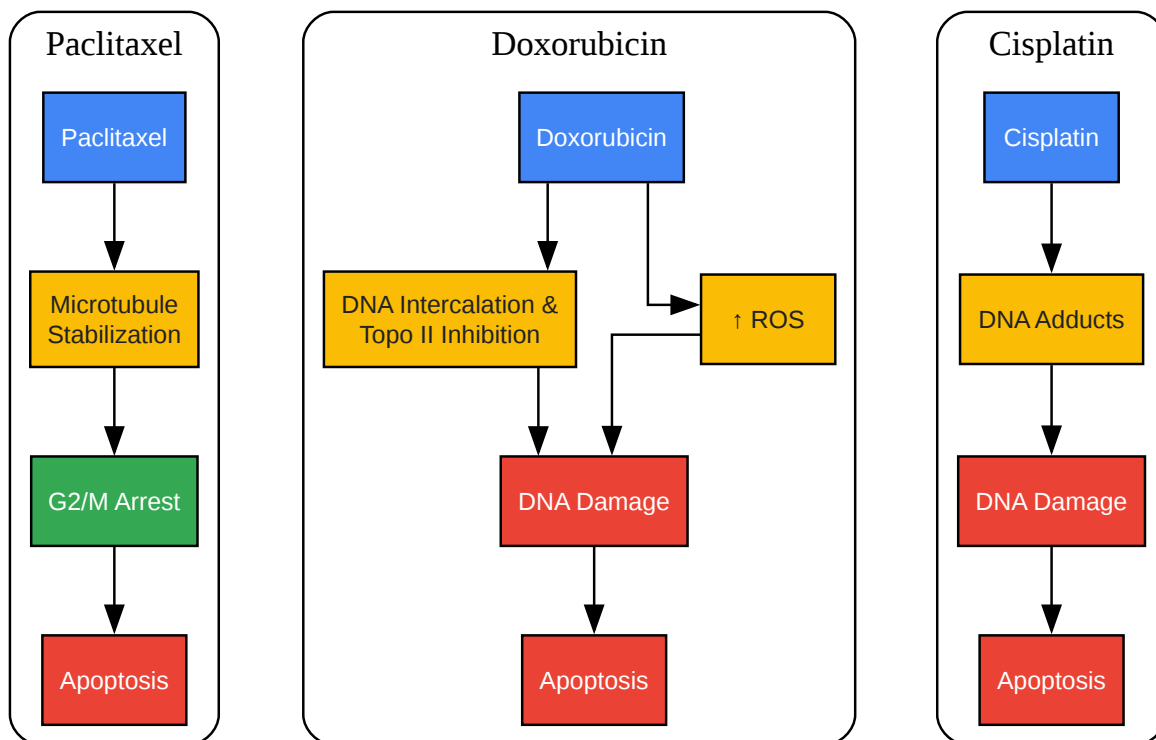 Paclitaxel
Paclitaxel
Microtubule
Stabilization
G2/M Arrest
Apoptosis
Doxorubicin
Doxorubicin
DNA Intercalation &
Topo II Inhibition
↑ ROS
DNA Damage
Apoptosis
Cisplatin
Cisplatin
DNA Adducts
DNA Damage
Apoptosis